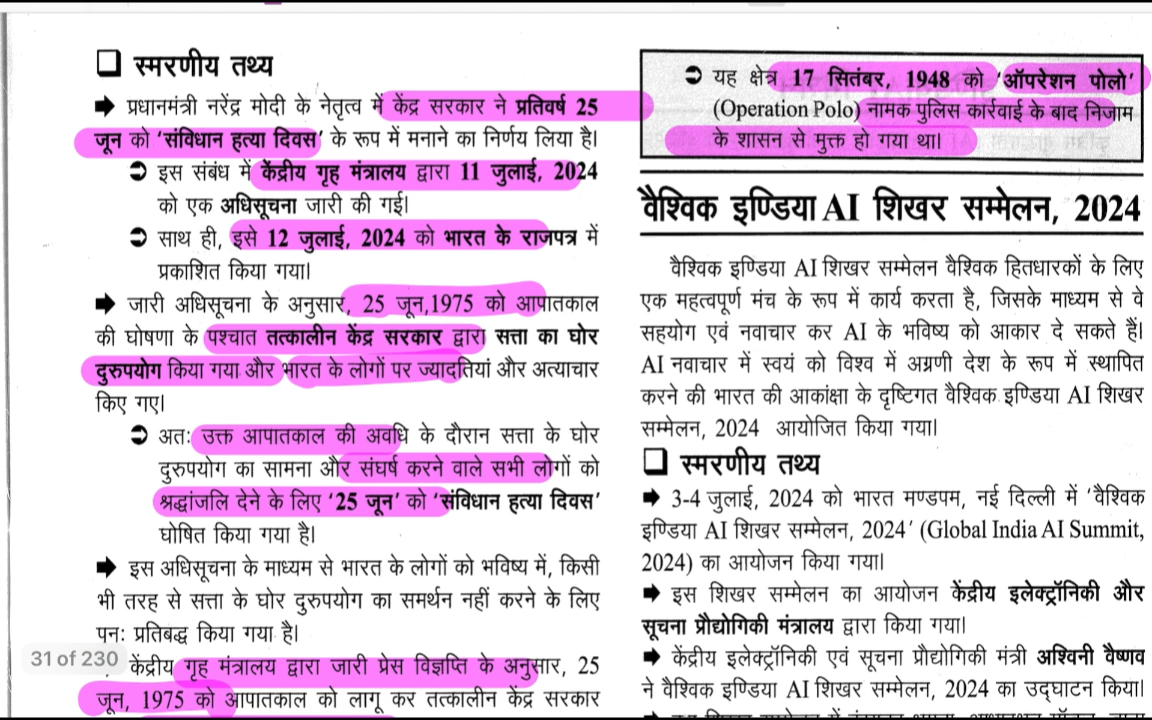 ❑ स्मरणीय तथ्य
➡ प्रधानमंत्री नरेंद्र मोदी के नेतृत्व में केंद्र सरकार ने प्रतिवर्ष 25
जून को 'संविधान हत्या दिवस' के रूप में मनाने का निर्णय लिया है।
➲ इस संबंध में केंद्रीय गृह मंत्रालय द्वारा 11 जुलाई, 2024
को एक अधिसूचना जारी की गई।
➲ साथ ही, इसे 12 जुलाई, 2024 को भारत के राजपत्र में
प्रकाशित किया गया।
➡ जारी अधिसूचना के अनुसार, 25 जून,1975 को आपातकाल
की घोषणा के पश्चात तत्कालीन केंद्र सरकार द्वारा सत्ता का घोर
दुरुपयोग किया गया और भारत के लोगों पर ज्यादतियां और अत्याचार
किए गए।
➲ अतः उक्त आपातकाल की अवधि के दौरान सत्ता के घोर
दुरुपयोग का सामना और संघर्ष करने वाले सभी लोगों को
श्रद्धांजलि देने के लिए '25 जून' को 'संविधान हत्या दिवस'
घोषित किया गया है।
➡ इस अधिसूचना के माध्यम से भारत के लोगों को भविष्य में, किसी
भी तरह से सत्ता के घोर दुरुपयोग का समर्थन नहीं करने के लिए
पुनः प्रतिबद्ध किया गया है।
31 of 230
केंद्रीय गृह मंत्रालय द्वारा जारी प्रेस विज्ञप्ति के अनुसार, 25
जून, 1975 को आपातकाल को लागू कर तत्कालीन केंद्र सरकार
➲ यह क्षेत्र 17 सितंबर, 1948 को 'ऑपरेशन पोलो'
(Operation Polo) नामक पुलिस कार्रवाई के बाद निजाम
के शासन से मुक्त हो गया था।
वैश्विक इण्डिया AI शिखर सम्मेलन, 2024
वैश्विक इण्डिया AI शिखर सम्मेलन वैश्विक हितधारकों के लिए
एक महत्वपूर्ण मंच के रूप में कार्य करता है, जिसके माध्यम से वे
सहयोग एवं नवाचार कर AI के भविष्य को आकार दे सकते हैं।
AI नवाचार में स्वयं को विश्व में अग्रणी देश के रूप में स्थापित
करने की भारत की आकांक्षा के दृष्टिगत वैश्विक इण्डिया AI शिखर
सम्मेलन, 2024 आयोजित किया गया।
❑ स्मरणीय तथ्य
➡ 3-4 जुलाई, 2024 को भारत मण्डपम, नई दिल्ली में 'वैश्विक
इण्डिया AI शिखर सम्मेलन, 2024' (Global India AI Summit,
2024) का आयोजन किया गया।
➡ इस शिखर सम्मेलन का आयोजन केंद्रीय इलेक्ट्रॉनिकी और
सूचना प्रौद्योगिकी मंत्रालय द्वारा किया गया।
➡ केंद्रीय इलेक्ट्रॉनिकी एवं सूचना प्रौद्योगिकी मंत्री अश्विनी वैष्णव
ने वैश्विक इण्डिया AI शिखर सम्मेलन, 2024 का उद्घाटन किया।